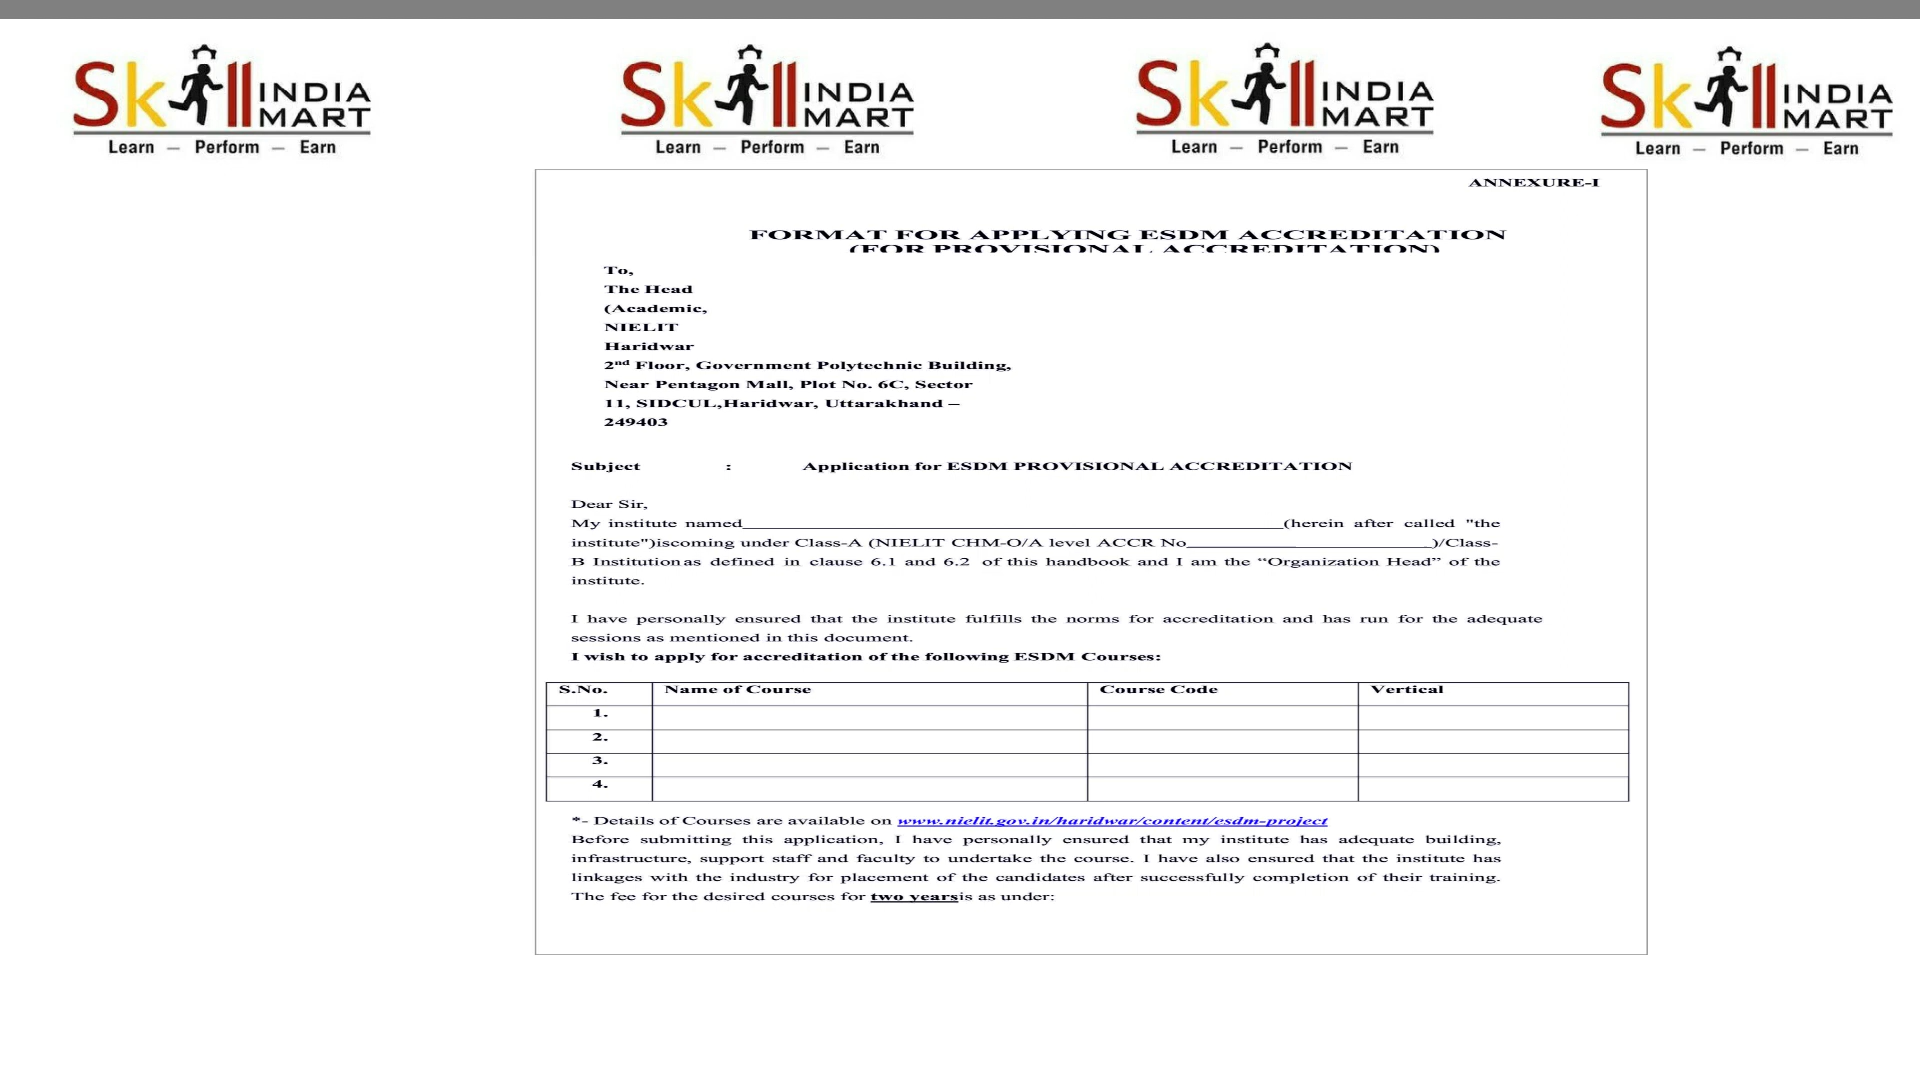 Skill INDIA MART
Learn — Perform — Earn
Skill INDIA MART
Learn — Perform — Earn
Skill INDIA MART
Learn — Perform — Earn
Skill INDIA MART
Learn — Perform — Earn
ANNEXURE-I
FORMAT FOR APPLYING ESDM ACCREDITATION
(FOR PROVISIONAL ACCREDITATION)
To,
The Head
(Academic,
NIELIT
Haridwar
2nd Floor, Government Polytechnic Building,
Near Pentagon Mall, Plot No. 6C, Sector
11, SIDCUL,Haridwar, Uttarakhand –
249403
Subject : Application for ESDM PROVISIONAL ACCREDITATION
Dear Sir,
My institute named______________________________(herein after called "the
institute")iscoming under Class-A (NIELIT CHM-O/A level ACCR No____________________)/Class-
B Institutionas defined in clause 6.1 and 6.2 of this handbook and I am the “Organization Head” of the
institute.
I have personally ensured that the institute fulfills the norms for accreditation and has run for the adequate
sessions as mentioned in this document.
I wish to apply for accreditation of the following ESDM Courses:
S.No. Name of Course Course Code Vertical
1.
2.
3.
4.
*- Details of Courses are available on www.nielit.gov.in/haridwar/content/esdm-project
Before submitting this application, I have personally ensured that my institute has adequate building,
infrastructure, support staff and faculty to undertake the course. I have also ensured that the institute has
linkages with the industry for placement of the candidates after successfully completion of their training.
The fee for the desired courses for two yearsis as under: